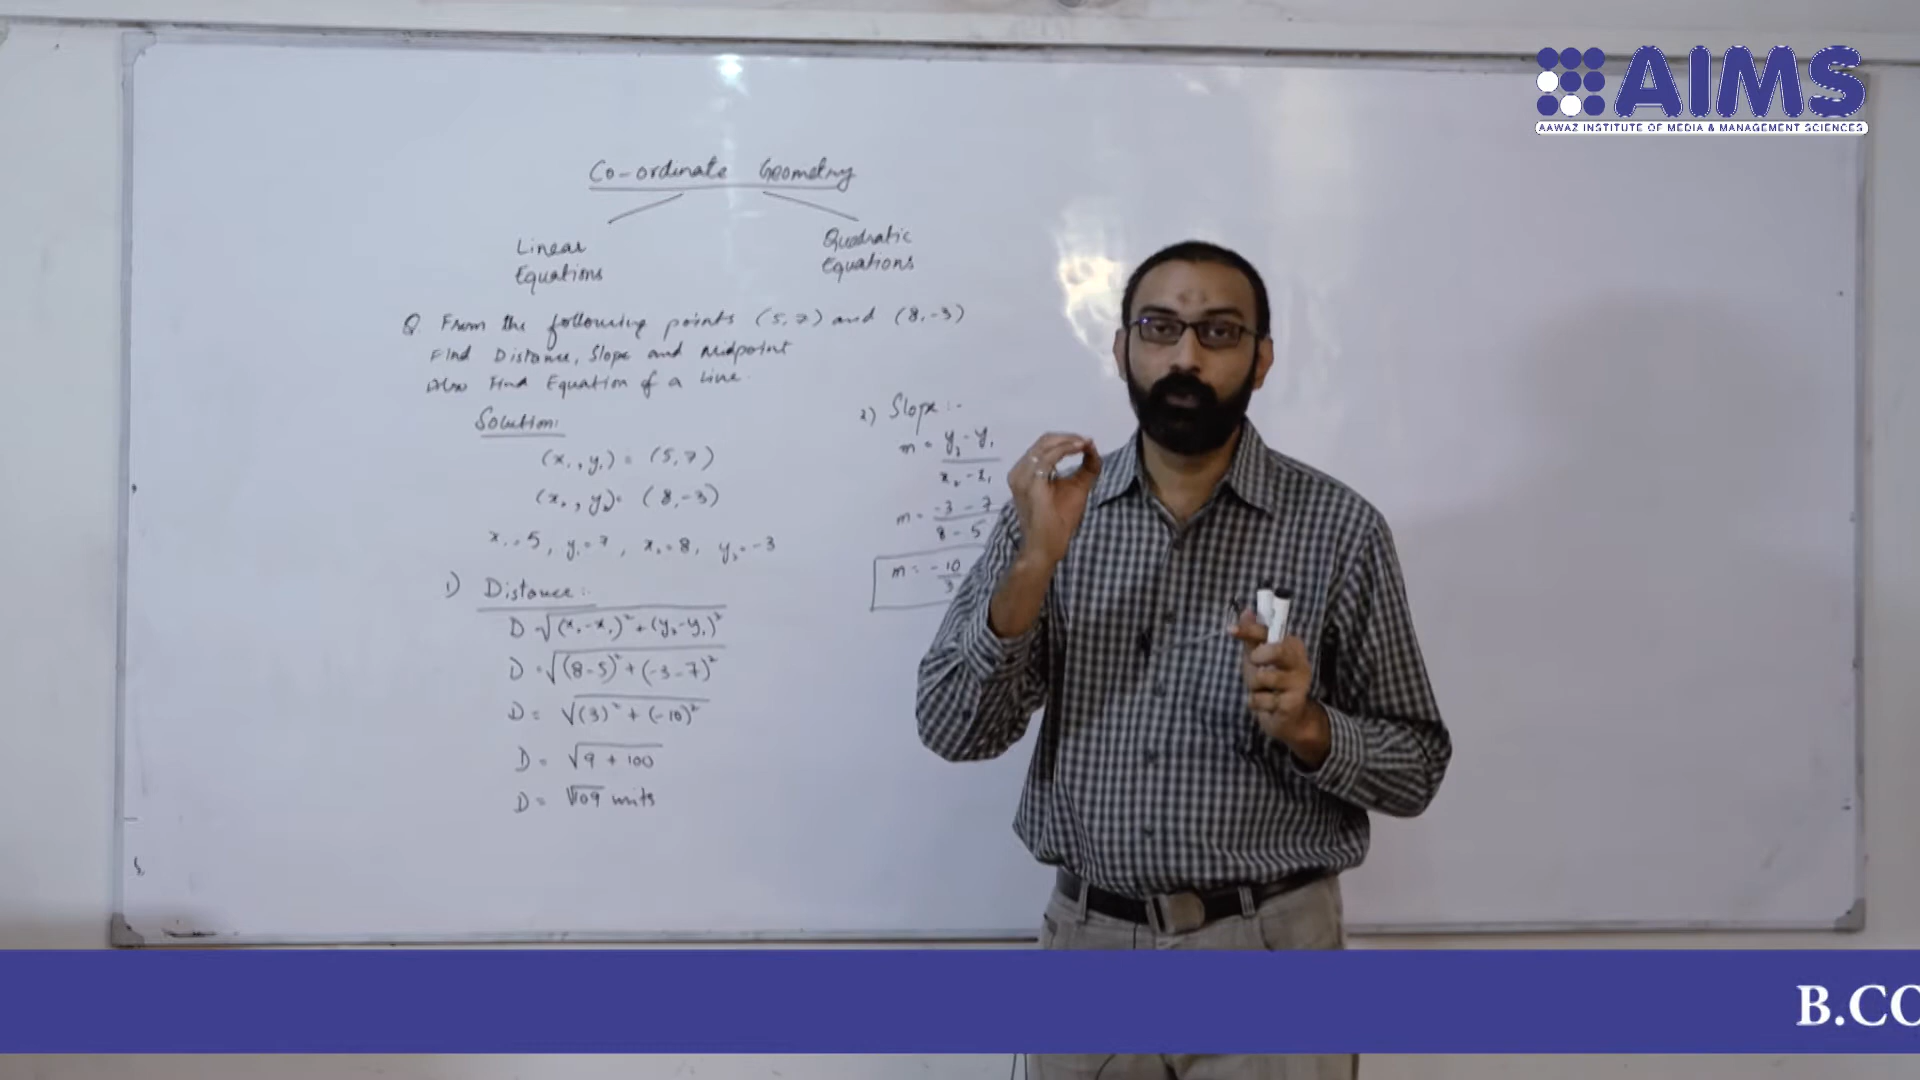 AIMS
AAWAZ INSTITUTE OF MEDIA & MANAGEMENT SCIENCES
Co-ordinate Geometry
Linear Equations
Quadratic Equations
Q. From the following points (5,7) and (8,-3)
Find Distance, Slope and Midpoint
Also Find Equation of a Line.
Solution:
(x₁, y₁) = (5,7)
(x₂, y₂) = (8,-3)
x₁=5, y₁=7, x₂=8, y₂=-3
1) Distance:-
D = √(x₂-x₁)²+(y₂-y₁)²
D = √(8-5)²+(-3-7)²
D = √(3)²+(-10)²
D = √9+100
D = √109 units
2) Slope:-
m = y₂-y₁
x₂-x₁
m = -3-7
8-5
m = -10
3
B.CO